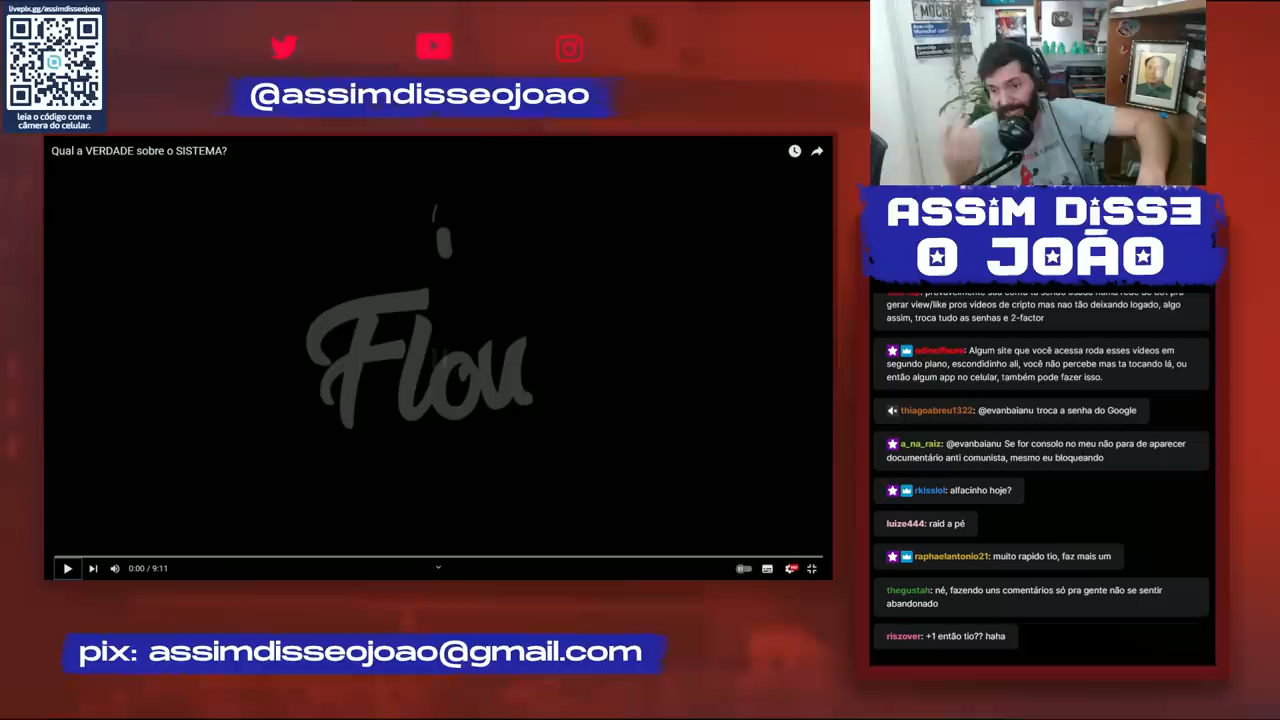 livepix.gg/assimdisseojoao
leia o código com a
câmera do celular.
@assimdisseojoao
Qual a VERDADE sobre o SISTEMA?
Flou
0:00 / 9:11
pix: assimdisseojoao@gmail.com
ASSIM DISSE
O JOÃO
gerar view/like pros videos de cripto mas nao tão deixando logado, algo
assim, troca tudo as senhas e 2-factor
Algum site que você acessa roda esses vídeos em
segundo plano, escondidinho ali, você não percebe mas ta tocando lá, ou
então algum app no celular, também pode fazer isso.
thiagoabreu1322: @evanbaianu troca a senha do Google
a_na_raiz: @evanbaianu Se for consolo no meu não para de aparecer
documentário anti comunista, mesmo eu bloqueando
rklsslol: alfacinho hoje?
luize444: raid a pé
raphaelantonio21: muito rapido tio, faz mais um
thegustah: né, fazendo uns comentários só pra gente não se sentir
abandonado
riszover: +1 então tio?? haha